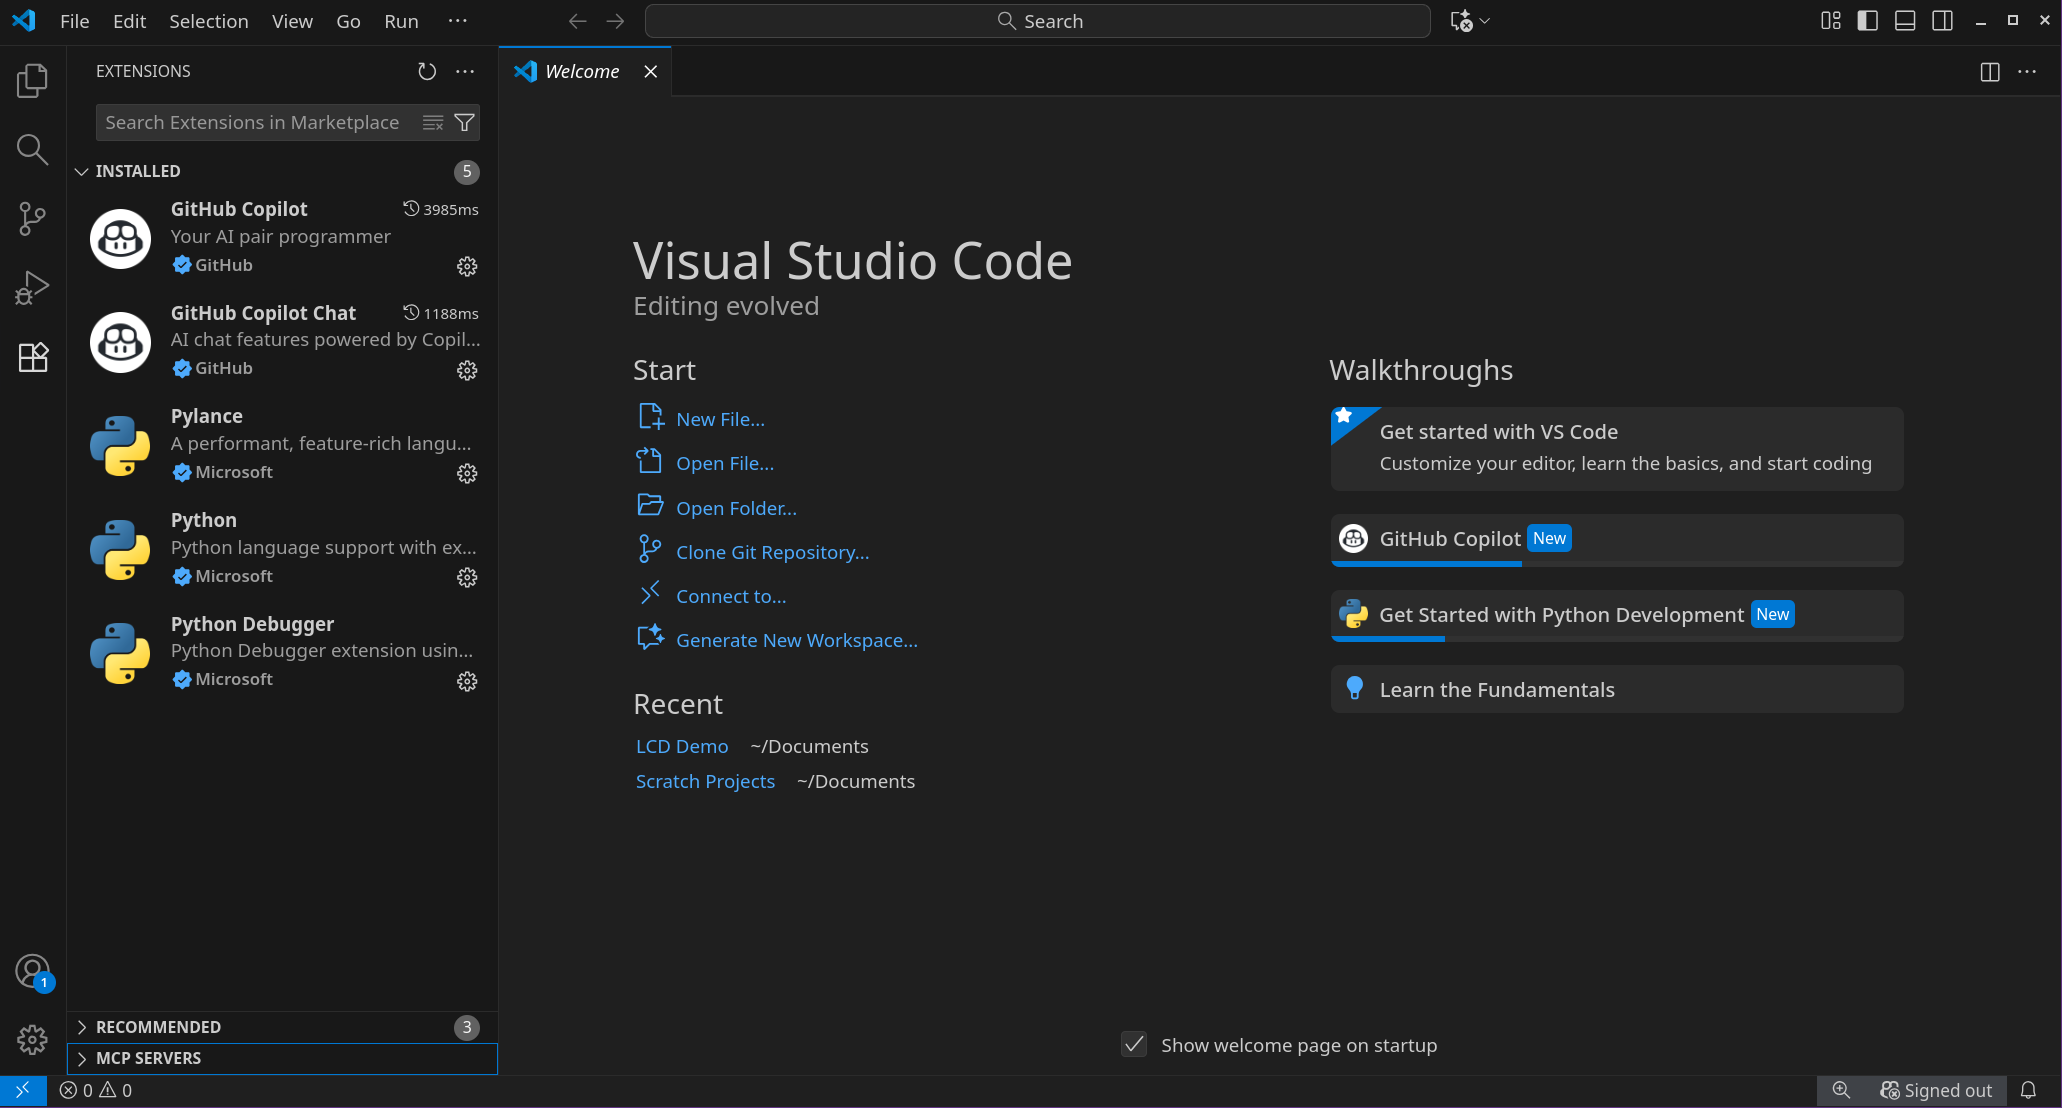 File Edit Selection View Go Run ···
Search
EXTENSIONS
Search Extensions in Marketplace
INSTALLED 5
GitHub Copilot 3985ms
Your AI pair programmer
GitHub
GitHub Copilot Chat 1188ms
AI chat features powered by Copil...
GitHub
Pylance
A performant, feature-rich langu...
Microsoft
Python
Python language support with ex...
Microsoft
Python Debugger
Python Debugger extension usin...
Microsoft
RECOMMENDED 3
MCP SERVERS
1
Welcome
Visual Studio Code
Editing evolved
Start
New File...
Open File...
Open Folder...
Clone Git Repository...
Connect to...
Generate New Workspace...
Recent
LCD Demo ~/Documents
Scratch Projects ~/Documents
Walkthroughs
Get started with VS Code
Customize your editor, learn the basics, and start coding
GitHub Copilot New
Get Started with Python Development New
Learn the Fundamentals
Show welcome page on startup
0 0
Signed out